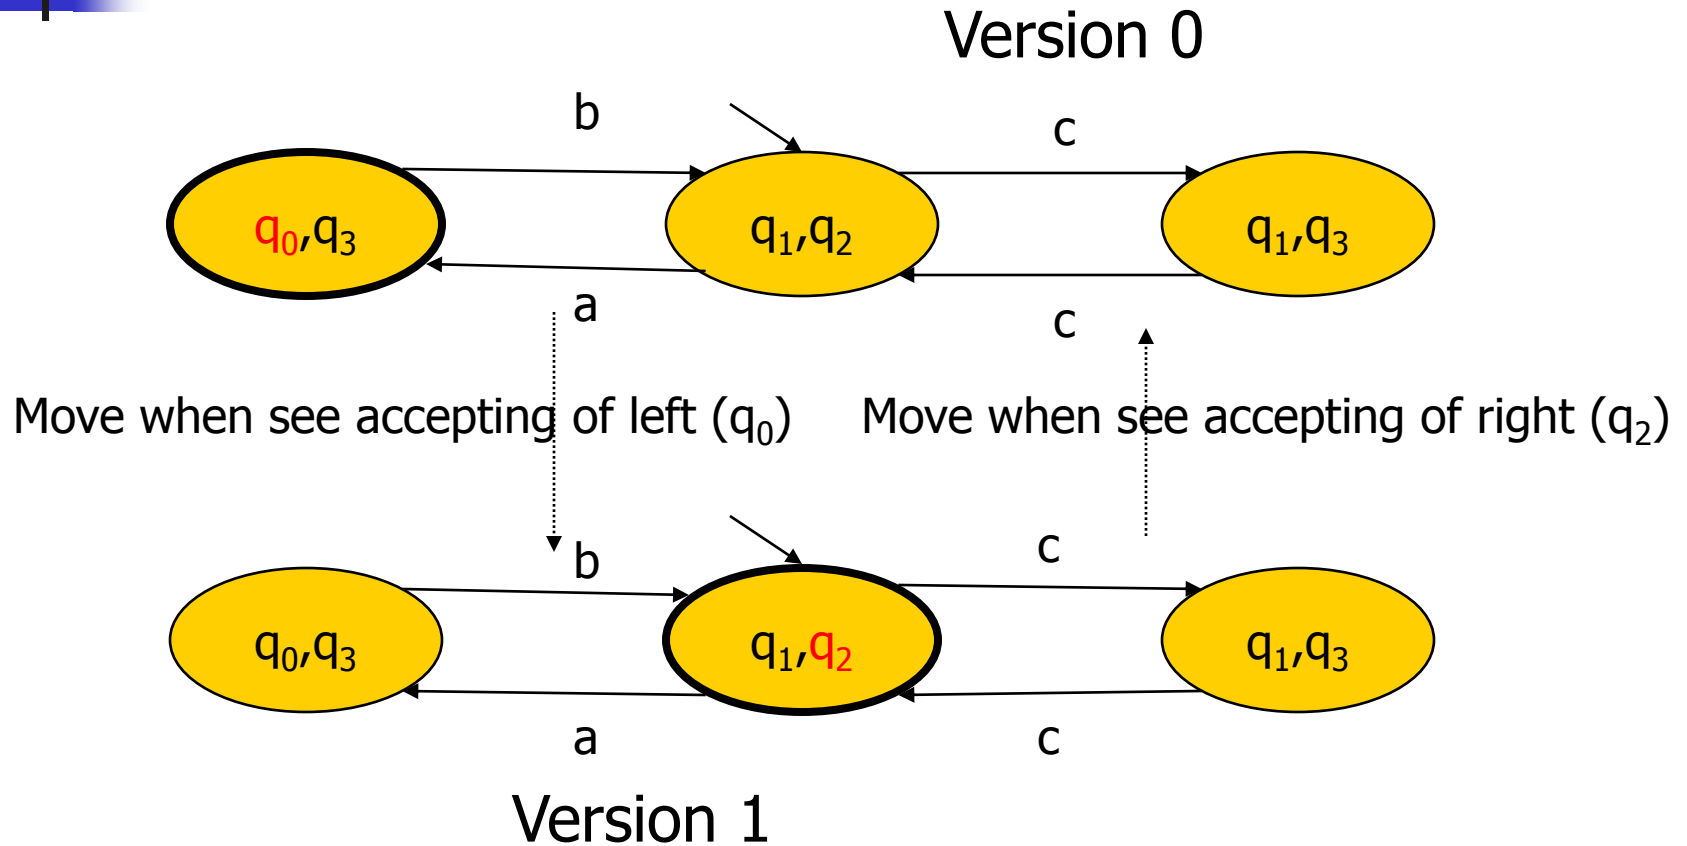 Version 0
b
c
q₀,q₃
q₁,q₂
q₁,q₃
a
c
Move when see accepting of left (q₀)
Move when see accepting of right (q₂)
b
c
q₀,q₃
q₁,q₂
q₁,q₃
a
c
Version 1